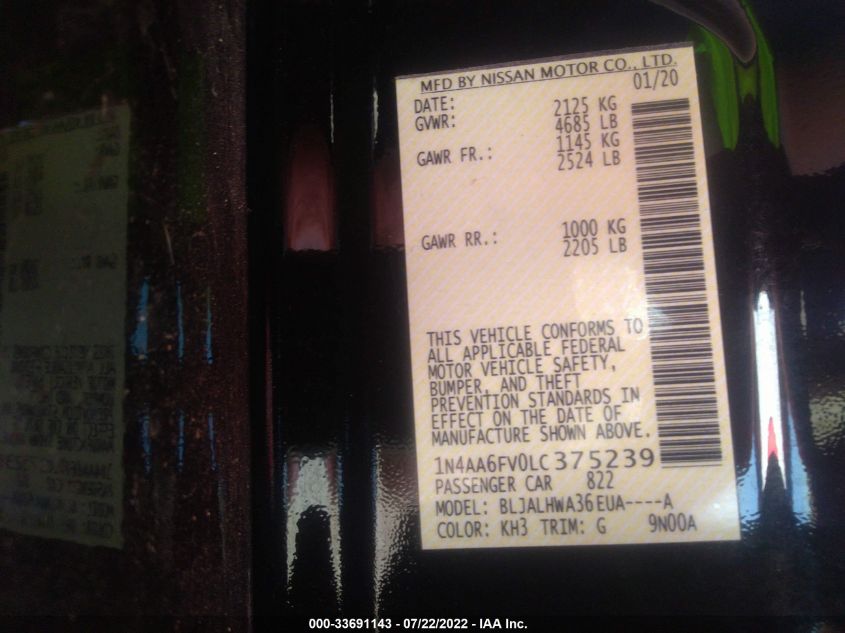 MFD BY NISSAN MOTOR CO., LTD.
DATE: 01/20
GVWR: 2125 KG
4685 LB
GAWR FR.: 1145 KG
2524 LB
GAWR RR.: 1000 KG
2205 LB
THIS VEHICLE CONFORMS TO
ALL APPLICABLE FEDERAL
MOTOR VEHICLE SAFETY,
BUMPER, AND THEFT
PREVENTION STANDARDS IN
EFFECT ON THE DATE OF
MANUFACTURE SHOWN ABOVE.
1N4AA6FV0LC375239
PASSENGER CAR 822
MODEL: BLJALHWA36EUA----A
COLOR: KH3 TRIM: G 9N00A
000-33691143 - 07/22/2022 - IAA Inc.